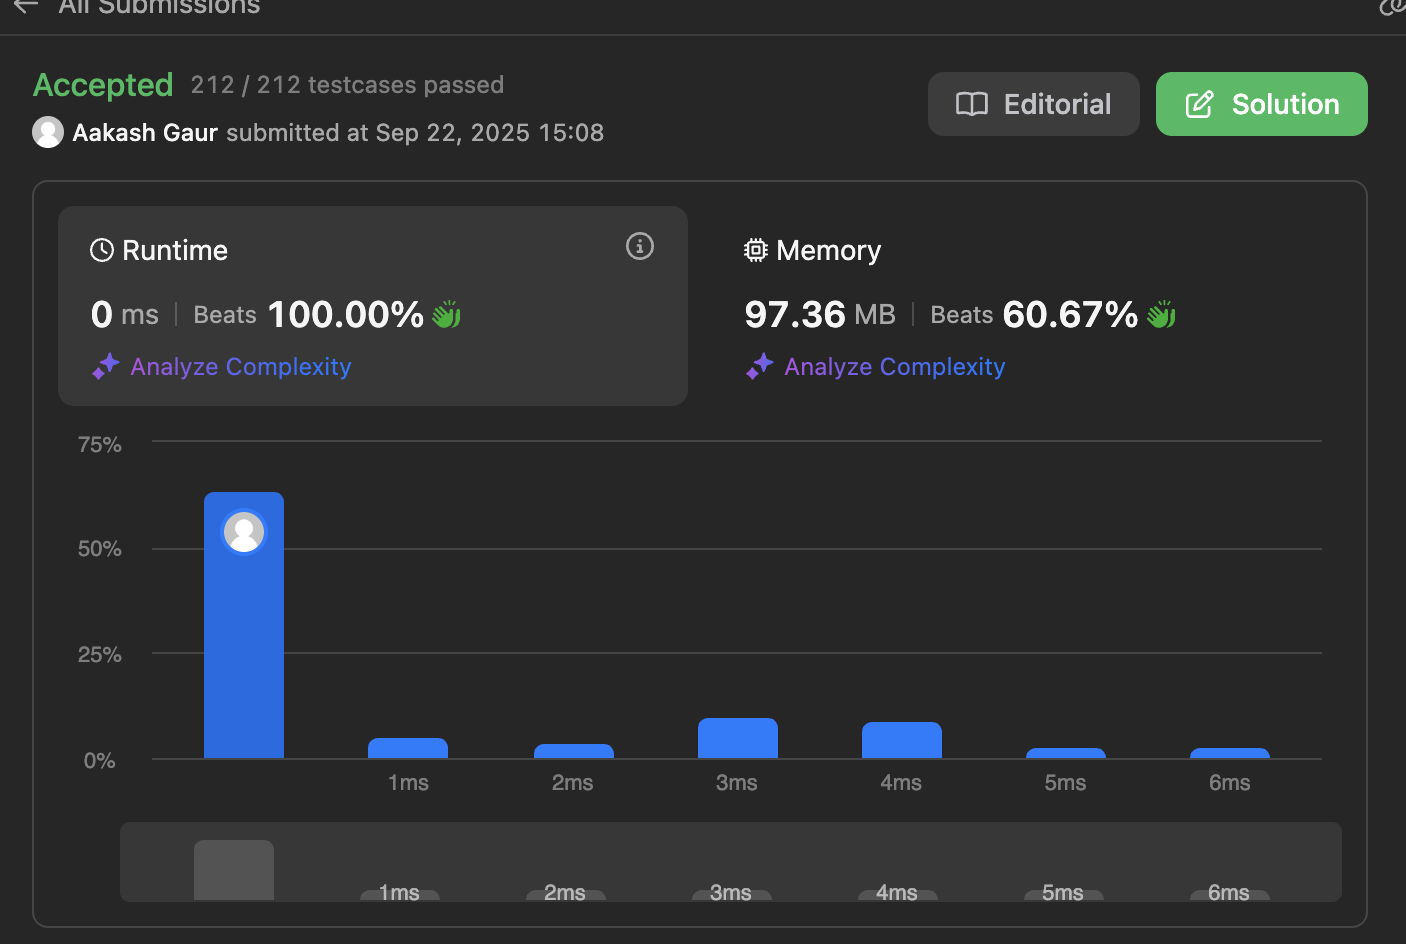 All Submissions
Accepted 212 / 212 testcases passed
Aakash Gaur submitted at Sep 22, 2025 15:08
Editorial
Solution
Runtime
0 ms | Beats 100.00%
Analyze Complexity
Memory
97.36 MB | Beats 60.67%
Analyze Complexity
75%
50%
25%
0%
1ms 2ms 3ms 4ms 5ms 6ms
1ms 2ms 3ms 4ms 5ms 6ms